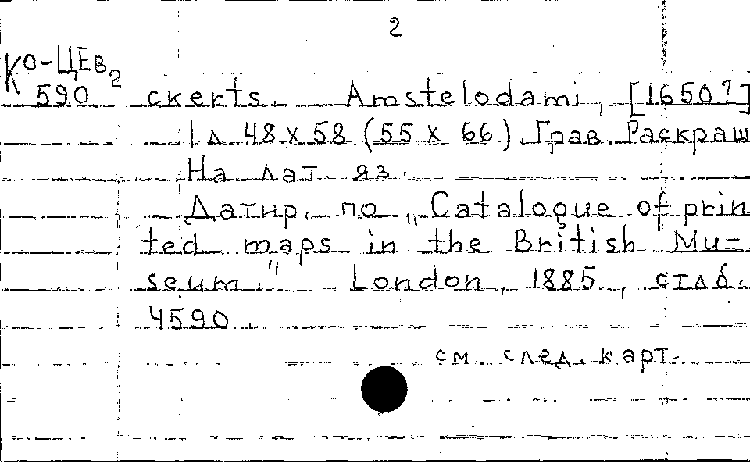 2
Ко-ЦЕВ 2
590 ckerts. Amstelodami, [1650?]
1 л 48 х 58 (55 х 66) Грав. Раскраш
На лат яз.
Датир. по „Catalogue of prin
ted maps in the British Mu-
seum". London, 1885, стлб.
4590.
см. след. карт.